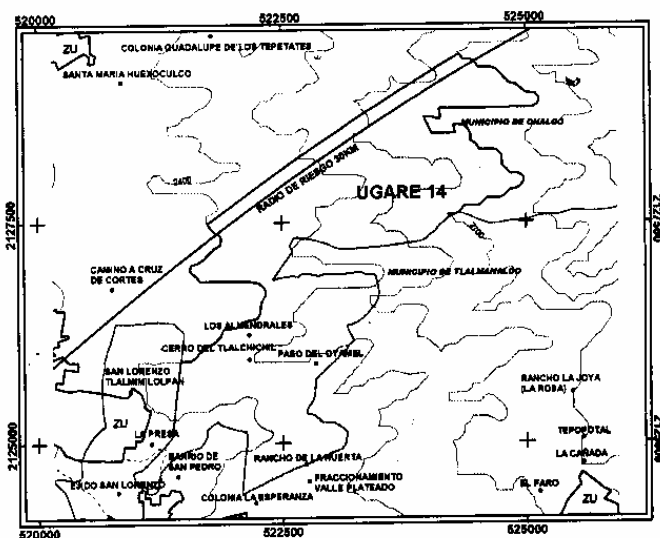 520000 522500 525000
ZU
COLONIA GUADALUPE DE LOS TEPETATES
SANTA MARIA HUEXOCULCO
MUNICIPIO DE CHALCO
2400
RADIO DE RIESGO 30KM
UGARE 14
2127500
2127500
2700
CAMINO A CRUZ
DE CORTES
MUNICIPIO DE TLALMANALCO
LOS ALMENDRALES
CERRO DEL TLALCHICHIL
PASO DEL OYAMEL
SAN LORENZO
TLALMIMILOLPAN
RANCHO LA JOYA
(LA ROSA)
ZU
LA PRESA
TEPOPOTAL
2125000
2125000
BARRIO DE
SAN PEDRO
RANCHO DE LA HUERTA
LA CAÑADA
EJIDO SAN LORENZO
FRACCIONAMIENTO
VALLE PLATEADO
EL FARO
COLONIA LA ESPERANZA
ZU
520000 522500 525000